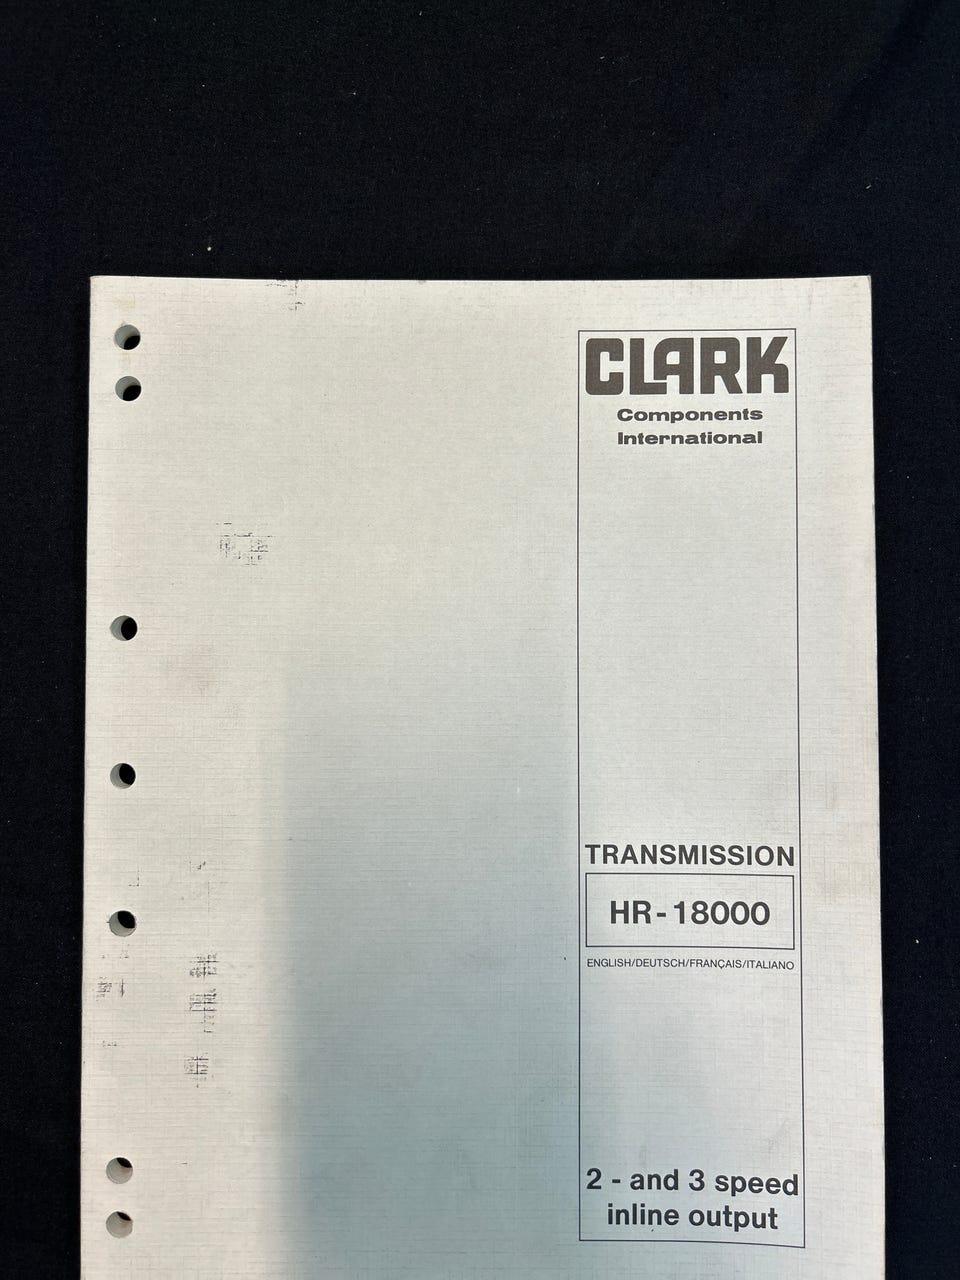 CLARK
Components
International
TRANSMISSION
HR-18000
ENGLISH/DEUTSCH/FRANÇAIS/ITALIANO
2 - and 3 speed
inline output